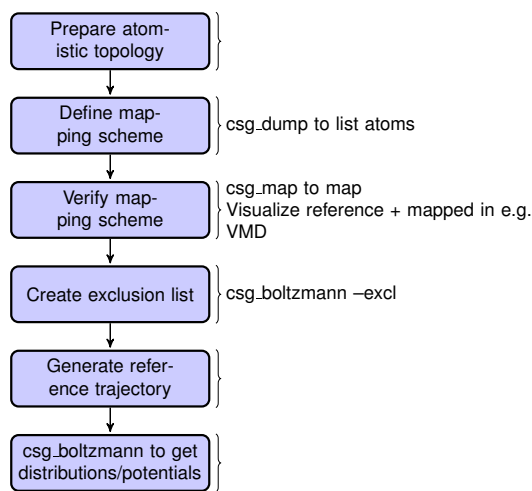 Prepare atom-
istic topology
Define map-
ping scheme
csg_dump to list atoms
Verify map-
ping scheme
csg_map to map
Visualize reference + mapped in e.g.
VMD
Create exclusion list
csg_boltzmann –excl
Generate refer-
ence trajectory
csg_boltzmann to get
distributions/potentials